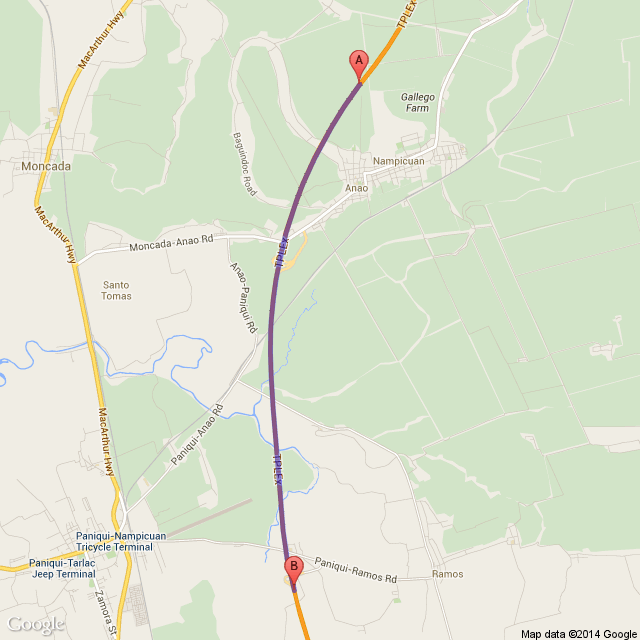 TPLEx
MacArthur Hwy
A
Gallego
Farm
Baguindoc Road
Nampicuan
Moncada
Anao
MacArthur Hwy
Moncada-Anao Rd
TPLEx
Anao-Paniqui Rd
Santo
Tomas
Paniqui-Anao Rd
MacArthur Hwy
TPLEx
Paniqui-Nampicuan
Tricycle Terminal
Paniqui-Tarlac
Jeep Terminal
Paniqui-Ramos Rd
B
Ramos
Zamora St
Google
Map data ©2014 Google